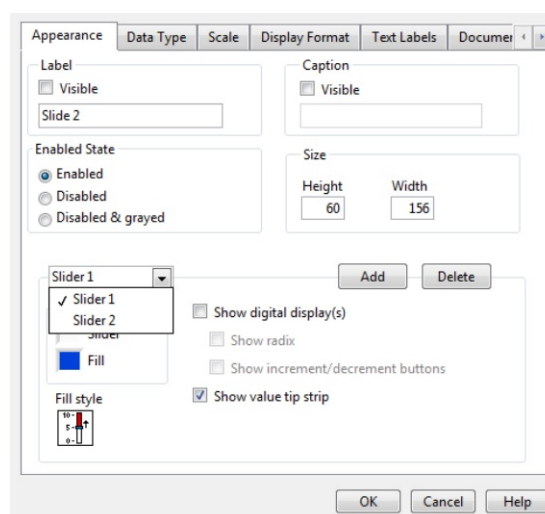 Appearance Data Type Scale Display Format Text Labels Documer
Label
Visible
Slide 2
Caption
Visible
Enabled State
Enabled
Disabled
Disabled & grayed
Size
Height Width
60 156
Slider 1
Add Delete
Slider 1
Slider 2
Slider
Fill
Fill style
10
5
0
Show digital display(s)
Show radix
Show increment/decrement buttons
Show value tip strip
OK Cancel Help